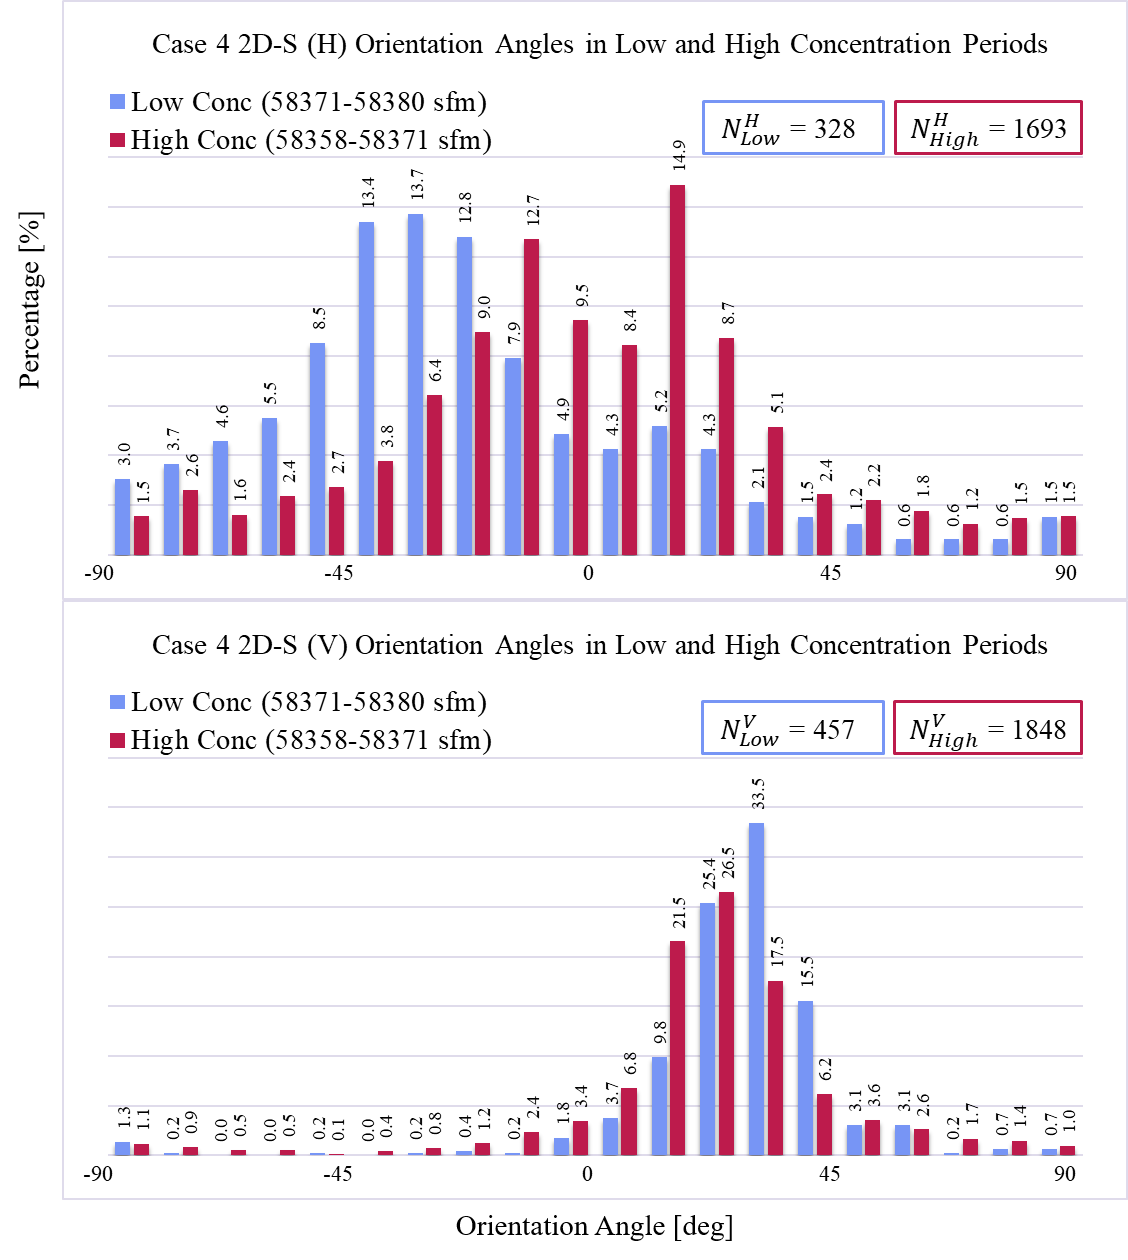 Case 4 2D-S (H) Orientation Angles in Low and High Concentration Periods
Low Conc (58371-58380 sfm)
High Conc (58358-58371 sfm)
N_Low^H = 328
N_High^H = 1693
Percentage [%]
3.0 1.5 3.7 2.6 4.6 1.6 5.5 2.4 8.5 2.7 13.4 3.8 13.7 6.4 12.8 9.0 7.9 12.7 4.9 9.5 4.3 8.4 5.2 14.9 4.3 8.7 2.1 5.1 1.5 2.4 1.2 2.2 0.6 1.8 0.6 1.2 0.6 1.5 1.5 1.5
-90 -45 0 45 90
Case 4 2D-S (V) Orientation Angles in Low and High Concentration Periods
Low Conc (58371-58380 sfm)
High Conc (58358-58371 sfm)
N_Low^V = 457
N_High^V = 1848
1.3 1.1 0.2 0.9 0.0 0.5 0.0 0.5 0.2 0.1 0.0 0.4 0.2 0.8 0.4 1.2 0.2 2.4 1.8 3.4 3.7 6.8 9.8 21.5 25.4 26.5 33.5 17.5 15.5 6.2 3.1 3.6 3.1 2.6 0.2 1.7 0.7 1.4 0.7 1.0
-90 -45 0 45 90
Orientation Angle [deg]